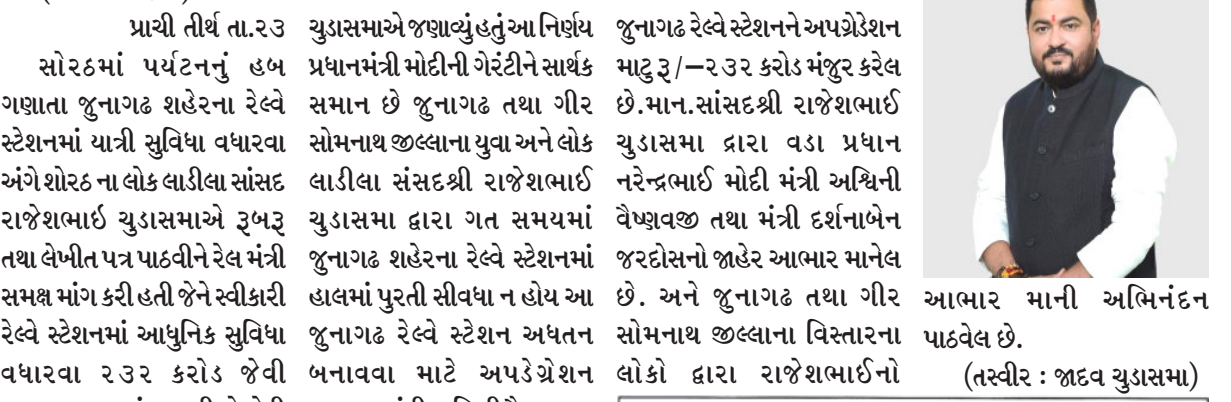 પ્રાચી તીર્થ તા.૨૩
સોરઠમાં પર્યટનનું હબ
ગણાતા જુનાગઢ શહેરના રેલ્વે
સ્ટેશનમાં યાત્રી સુવિધા વધારવા
અંગે શોરઠ ના લોક લાડીલા સાંસદ
રાજેશભાઇ ચુડાસમાએ રૂબરૂ
તથા લેખીત પત્ર પાઠવીને રેલ મંત્રી
સમક્ષ માંગ કરી હતી જેને સ્વીકારી
રેલ્વે સ્ટેશનમાં આધુનિક સુવિધા
વધારવા ૨૩૨ કરોડ જેવી
ચુડાસમાએ જણાવ્યું હતું આ નિર્ણય
પ્રધાનમંત્રી મોદીની ગેરંટીને સાર્થક
સમાન છે જુનાગઢ તથા ગીર
સોમનાથ જીલ્લાના યુવા અને લોક
લાડીલા સંસદશ્રી રાજેશભાઈ
ચુડાસમા દ્વારા ગત સમયમાં
જુનાગઢ શહેરના રેલ્વે સ્ટેશનમાં
હાલમાં પુરતી સીવધા ન હોય આ
જુનાગઢ રેલ્વે સ્ટેશન અધતન
બનાવવા માટે અપડેગ્રેશન
જુનાગઢ રેલ્વે સ્ટેશનને અપગ્રેડેશન
માટુ રૂ/–૨૩૨ કરોડ મંજુર કરેલ
છે.માન.સાંસદશ્રી રાજેશભાઈ
ચુડાસમા દ્રારા વડા પ્રધાન
નરેન્દ્રભાઈ મોદી મંત્રી અશ્વિની
વૈષ્ણવજી તથા મંત્રી દર્શનાબેન
જરદોસનો જાહેર આભાર માનેલ
છે. અને જુનાગઢ તથા ગીર
સોમનાથ જીલ્લાના વિસ્તારના
લોકો દ્વારા રાજેશભાઈનો
આભાર માની અભિનંદન
પાઠવેલ છે.
(તસ્વીર : જાદવ ચુડાસમા)